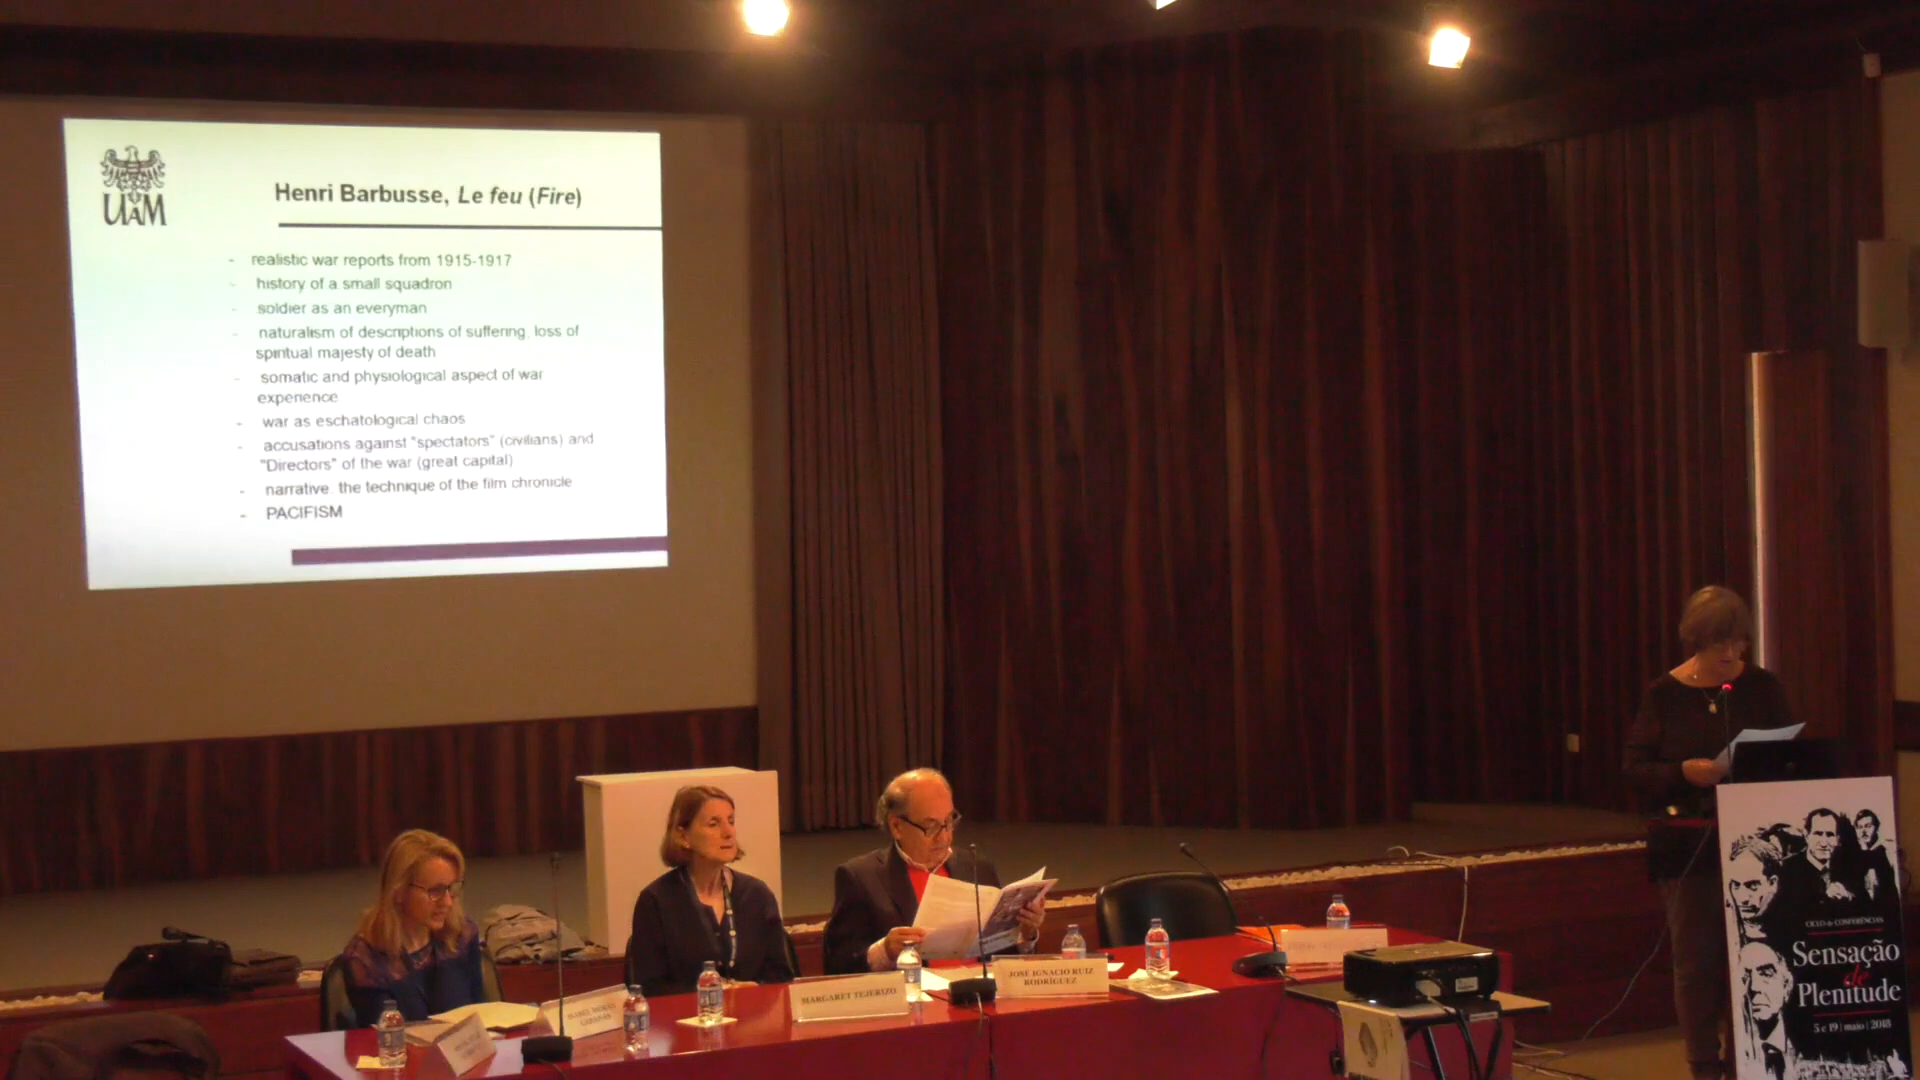 UAM
Henri Barbusse, Le feu (Fire)
- realistic war reports from 1915-1917
- history of a small squadron
- soldier as an everyman
- naturalism of descriptions of suffering, loss of
spiritual majesty of death
- somatic and physiological aspect of war
experience
- war as eschatological chaos
- accusations against "spectators" (civilians) and
"Directors" of the war (great capital)
- narrative: the technique of the film chronicle
- PACIFISM
MARGARET TEJERIZO
JOSÉ IGNACIO RUIZ
RODRÍGUEZ
CICLO de CONFERÊNCIAS
Sensação
de
Plenitude
5 e 19 | maio | 2018